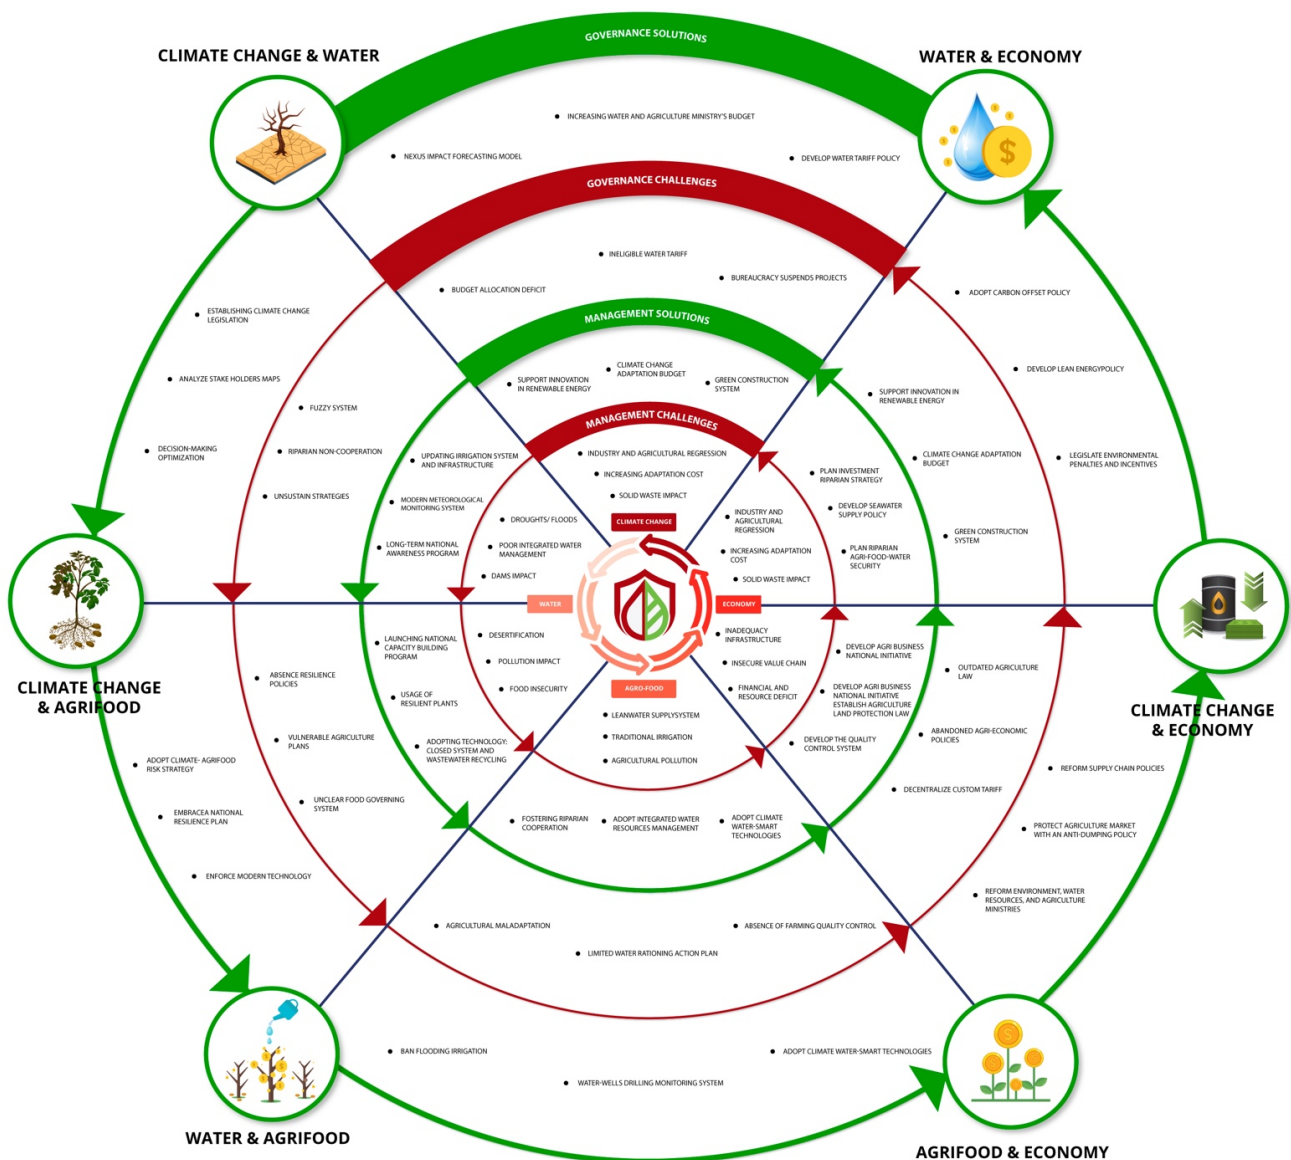 GOVERNANCE SOLUTIONS
CLIMATE CHANGE & WATER
WATER & ECONOMY
INCREASING WATER AND AGRICULTURE MINISTRY'S BUDGET
NEXUS IMPACT FORECASTING MODEL
DEVELOP WATER TARIFF POLICY
GOVERNANCE CHALLENGES
INELIGIBLE WATER TARIFF
BUREAUCRACY SUSPENDS PROJECTS
BUDGET ALLOCATION DEFICIT
MANAGEMENT SOLUTIONS
CLIMATE CHANGE
ADAPTATION BUDGET
SUPPORT INNOVATION
IN RENEWABLE ENERGY
GREEN CONSTRUCTION
SYSTEM
MANAGEMENT CHALLENGES
INDUSTRY AND AGRICULTURAL REGRESSION
INCREASING ADAPTATION COST
SOLID WASTE IMPACT
CLIMATE CHANGE
ESTABLISHING CLIMATE CHANGE
LEGISLATION
ANALYZE STAKE HOLDERS MAPS
DECISION-MAKING
OPTIMIZATION
FUZZY SYSTEM
RIPARIAN NON-COOPERATION
UNSUSTAIN STRATEGIES
UPDATING IRRIGATION SYSTEM
AND INFRASTRUCTURE
MODERN METEOROLOGICAL
MONITORING SYSTEM
LONG-TERM NATIONAL
AWARENESS PROGRAM
DROUGHTS/ FLOODS
POOR INTEGRATED WATER
MANAGEMENT
DAMS IMPACT
WATER
INDUSTRY AND
AGRICULTURAL
REGRESSION
INCREASING ADAPTATION
COST
SOLID WASTE IMPACT
ECONOMY
PLAN INVESTMENT
RIPARIAN STRATEGY
DEVELOP SEAWATER
SUPPLY POLICY
PLAN RIPARIAN
AGRI-FOOD-WATER
SECURITY
SUPPORT INNOVATION IN
RENEWABLE ENERGY
CLIMATE CHANGE ADAPTATION
BUDGET
GREEN CONSTRUCTION
SYSTEM
ADOPT CARBON OFFSET POLICY
DEVELOP LEAN ENERGYPOLICY
LEGISLATE ENVIRONMENTAL
PENALTIES AND INCENTIVES
CLIMATE CHANGE
& AGRIFOOD
CLIMATE CHANGE
& ECONOMY
ADOPT CLIMATE- AGRIFOOD
RISK STRATEGY
EMBRACEA NATIONAL
RESILIENCE PLAN
ENFORCE MODERN TECHNOLOGY
ABSENCE RESILIENCE
POLICIES
VULNERABLE AGRICULTURE
PLANS
UNCLEAR FOOD GOVERNING
SYSTEM
LAUNCHING NATIONAL
CAPACITY BUILDING
PROGRAM
USAGE OF
RESILIENT PLANTS
ADOPTING TECHNOLOGY:
CLOSED SYSTEM AND
WASTEWATER RECYCLING
DESERTIFICATION
POLLUTION IMPACT
FOOD INSECURITY
AGRO-FOOD
LEANWATER SUPPLYSYSTEM
TRADITIONAL IRRIGATION
AGRICULTURAL POLLUTION
INADEQUACY
INFRASTRUCTURE
INSECURE VALUE CHAIN
FINANCIAL AND
RESOURCE DEFICIT
DEVELOP AGRI BUSINESS
NATIONAL INITIATIVE
DEVELOP AGRI BUSINESS
NATIONAL INITIATIVE
ESTABLISH AGRICULTURE
LAND PROTECTION LAW
DEVELOP THE QUALITY
CONTROL SYSTEM
OUTDATED AGRICULTURE
LAW
ABANDONED AGRI-ECONOMIC
POLICIES
DECENTRALIZE CUSTOM TARIFF
REFORM SUPPLY CHAIN POLICIES
PROTECT AGRICULTURE MARKET
WITH AN ANTI-DUMPING POLICY
REFORM ENVIRONMENT, WATER
RESOURCES, AND AGRICULTURE
MINISTRIES
FOSTERING RIPARIAN
COOPERATION
ADOPT INTEGRATED WATER
RESOURCES MANAGEMENT
ADOPT CLIMATE
WATER-SMART
TECHNOLOGIES
AGRICULTURAL MALADAPTATION
LIMITED WATER RATIONING ACTION PLAN
ABSENCE OF FARMING QUALITY CONTROL
BAN FLOODING IRRIGATION
WATER-WELLS DRILLING MONITORING SYSTEM
ADOPT CLIMATE WATER-SMART TECHNOLOGIES
WATER & AGRIFOOD
AGRIFOOD & ECONOMY